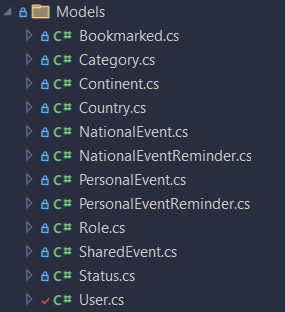 Models
C# Bookmarked.cs
C# Category.cs
C# Continent.cs
C# Country.cs
C# NationalEvent.cs
C# NationalEventReminder.cs
C# PersonalEvent.cs
C# PersonalEventReminder.cs
C# Role.cs
C# SharedEvent.cs
C# Status.cs
C# User.cs